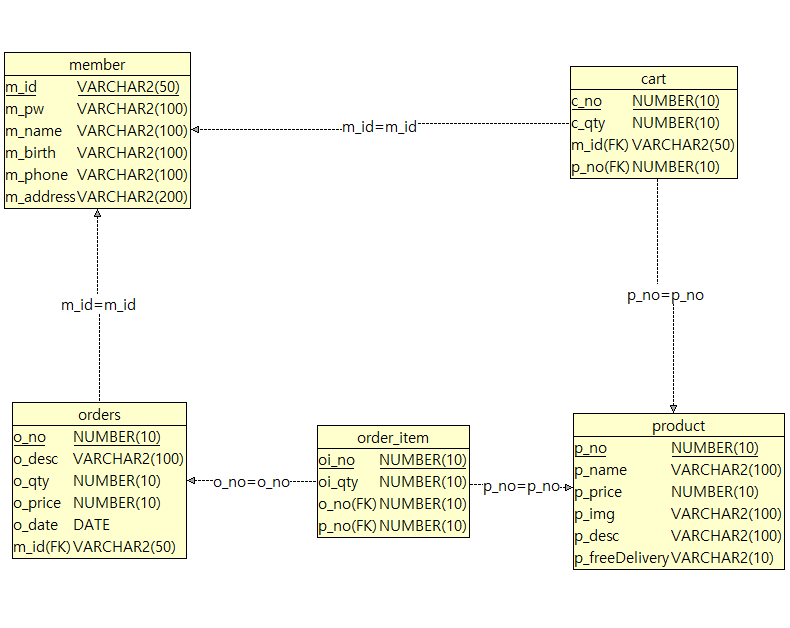 member
m_id VARCHAR2(50)
m_pw VARCHAR2(100)
m_name VARCHAR2(100)
m_birth VARCHAR2(100)
m_phone VARCHAR2(100)
m_address VARCHAR2(200)
m_id=m_id
cart
c_no NUMBER(10)
c_qty NUMBER(10)
m_id(FK) VARCHAR2(50)
p_no(FK) NUMBER(10)
m_id=m_id
p_no=p_no
orders
o_no NUMBER(10)
o_desc VARCHAR2(100)
o_qty NUMBER(10)
o_price NUMBER(10)
o_date DATE
m_id(FK) VARCHAR2(50)
o_no=o_no
order_item
oi_no NUMBER(10)
oi_qty NUMBER(10)
o_no(FK) NUMBER(10)
p_no(FK) NUMBER(10)
p_no=p_no
product
p_no NUMBER(10)
p_name VARCHAR2(100)
p_price NUMBER(10)
p_img VARCHAR2(100)
p_desc VARCHAR2(100)
p_freeDelivery VARCHAR2(10)